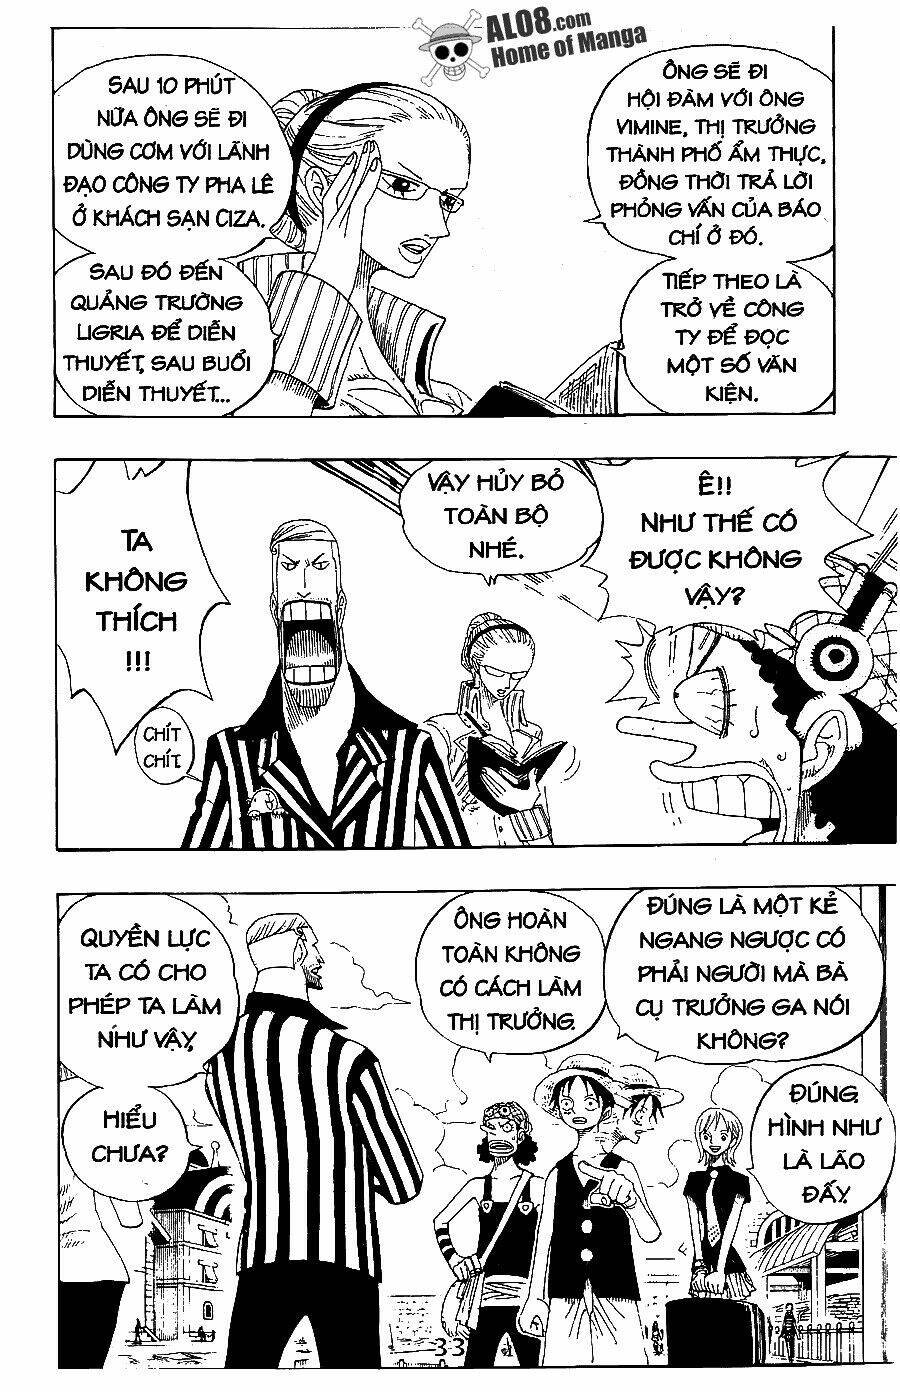 AL08.com
Home of Manga
SAU 10 PHÚT
NỮA ÔNG SẼ ĐI
DÙNG CƠM VỚI LÃNH
ĐẠO CÔNG TY PHA LÊ
Ở KHÁCH SẠN CIZA.
SAU ĐÓ ĐẾN
QUẢNG TRƯỜNG
LIGRIA ĐỂ DIỄN
THUYẾT, SAU BUỔI
DIỄN THUYẾT...
ÔNG SẼ ĐI
HỘI ĐÀM VỚI ÔNG
VIMINE, THỊ TRƯỞNG
THÀNH PHỐ ẨM THỰC,
ĐỒNG THỜI TRẢ LỜI
PHỎNG VẤN CỦA BÁO
CHÍ Ở ĐÓ.
TIẾP THEO LÀ
TRỞ VỀ CÔNG
TY ĐỂ ĐỌC
MỘT SỐ VĂN
KIỆN.
TA
KHÔNG
THÍCH
!!!
CHÍT
CHÍT.
VẬY HỦY BỎ
TOÀN BỘ
NHÉ.
Ê!!
NHƯ THẾ CÓ
ĐƯỢC KHÔNG
VẬY?
QUYỀN LỰC
TA CÓ CHO
PHÉP TA LÀM
NHƯ VẬY,
HIỂU
CHƯA?
ÔNG HOÀN
TOÀN KHÔNG
CÓ CÁCH LÀM
THỊ TRƯỞNG.
ĐÚNG LÀ MỘT KẺ
NGANG NGƯỢC CÓ
PHẢI NGƯỜI MÀ BÀ
CỤ TRƯỞNG GA NÓI
KHÔNG?
ĐÚNG.
HÌNH NHƯ
LÀ LÃO
ĐẤY.
33